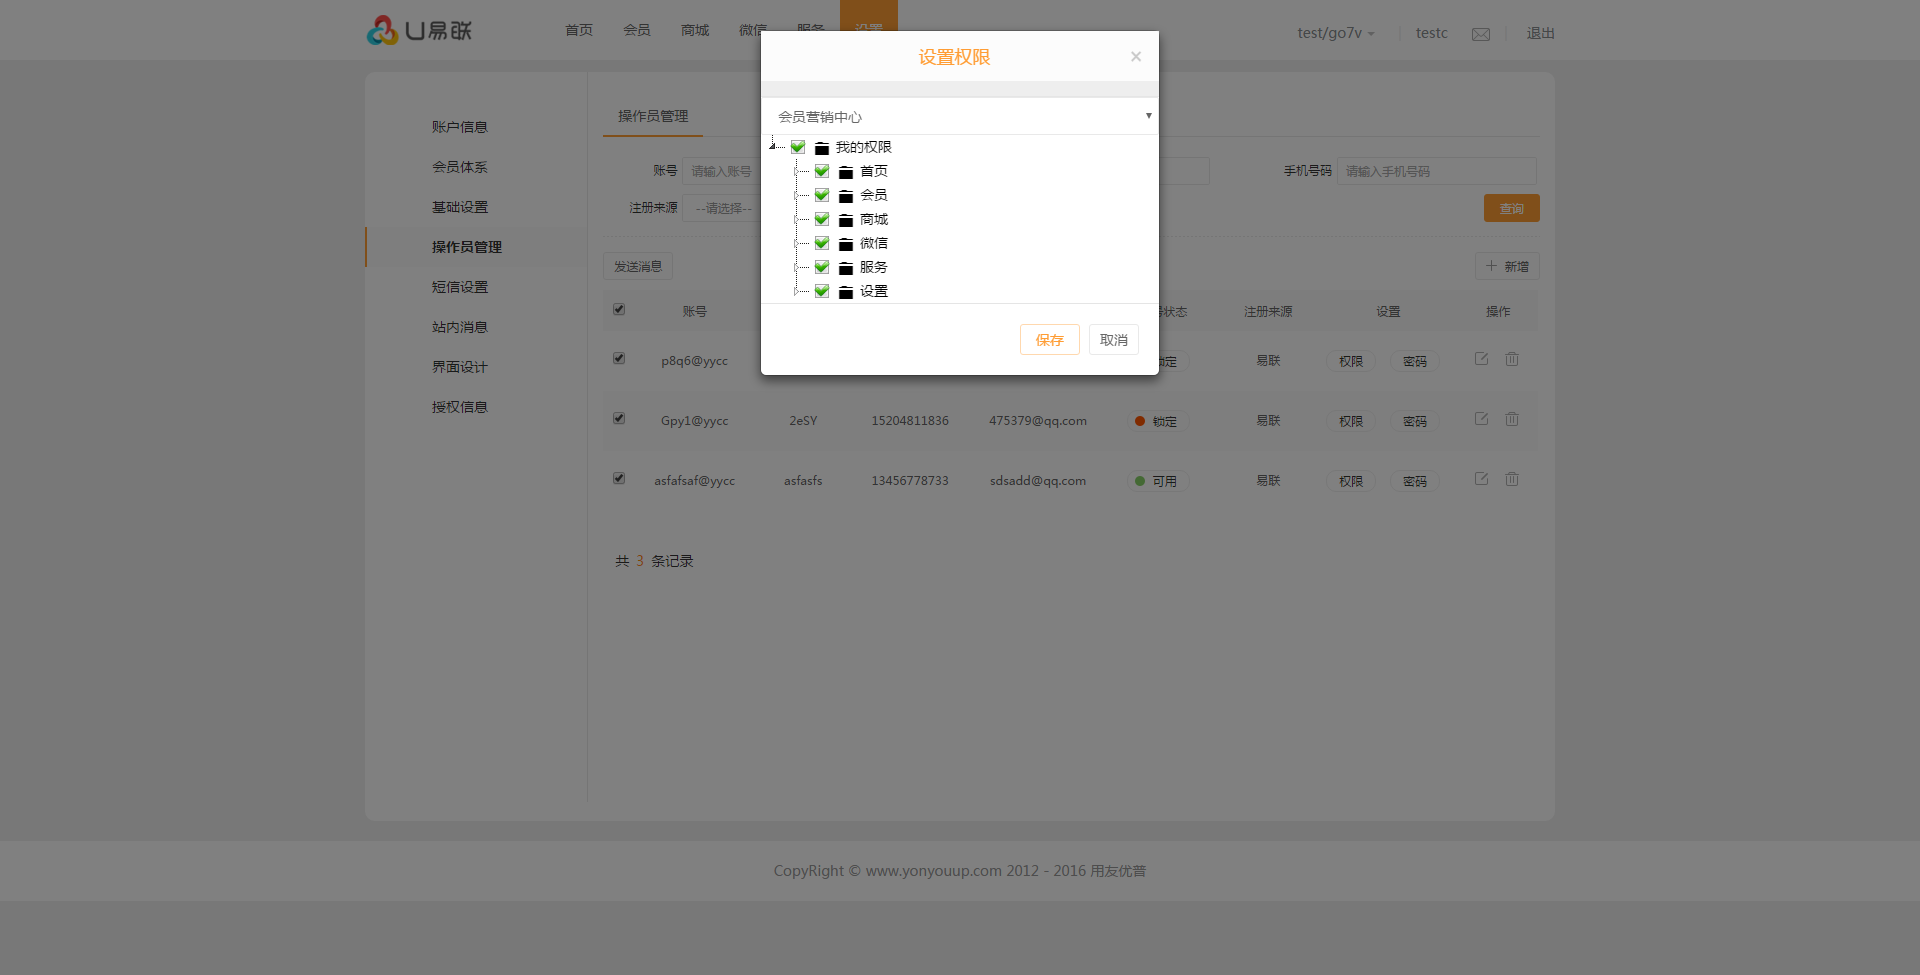 U易联
首页 会员 商城 微信 服务 设置
test/go7v testc 退出
设置权限 ×
会员营销中心
我的权限
首页
会员
商城
微信
服务
设置
保存 取消
账户信息
会员体系
基础设置
操作员管理
短信设置
站内消息
界面设计
授权信息
操作员管理
账号 请输入账号 手机号码 请输入手机号码
注册来源 --请选择-- 查询
发送消息 新增
账号 状态 注册来源 设置 操作
p8q6@yycc 锁定 易联 权限 密码
Gpy1@yycc 2eSY 15204811836 475379@qq.com 锁定 易联 权限 密码
asfafsaf@yycc asfasfs 13456778733 sdsadd@qq.com 可用 易联 权限 密码
共 3 条记录
CopyRight © www.yonyouup.com 2012 - 2016 用友优普